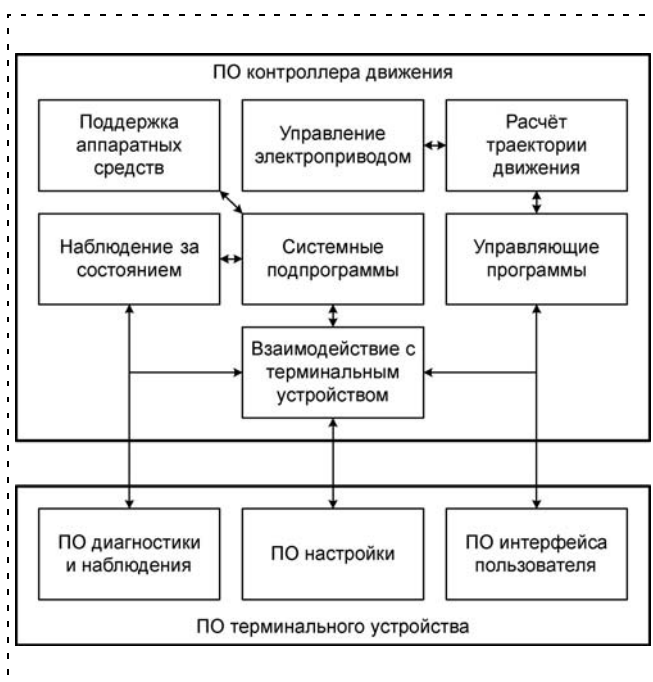 ПО контроллера движения
Поддержка
аппаратных
средств
Управление
электроприводом
Расчёт
траектории
движения
Наблюдение за
состоянием
Системные
подпрограммы
Управляющие
программы
Взаимодействие с
терминальным
устройством
ПО диагностики
и наблюдения
ПО настройки
ПО интерфейса
пользователя
ПО терминального устройства